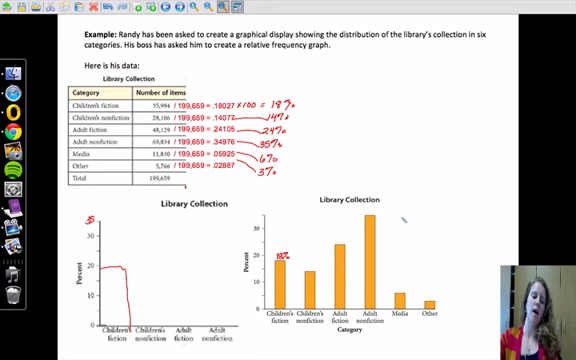 Example: Randy has been asked to create a graphical display showing the distribution of the library's collection in six
categories. His boss has asked him to create a relative frequency graph.
Here is his data:
Library Collection
Category Number of items
Children's fiction 35,994 / 199,659 = .18027 ×100 = 18%
Children's nonfiction 28,106 / 199,659 = .14077 14%
Adult fiction 48,129 / 199,659 = .24105 24%
Adult nonfiction 69,834 / 199,659 = .34976 35%
Media 11,830 / 199,659 = .05925 6%
Other 5,766 / 199,659 = .02887 3%
Total 199,659
Library Collection
35
30
20
10
0
Percent
Children's fiction
Children's nonfiction
Adult fiction
Adult nonfiction
Library Collection
30
20
10
0
Percent
18%
Children's fiction
Children's nonfiction
Adult fiction
Adult nonfiction
Media
Other
Category